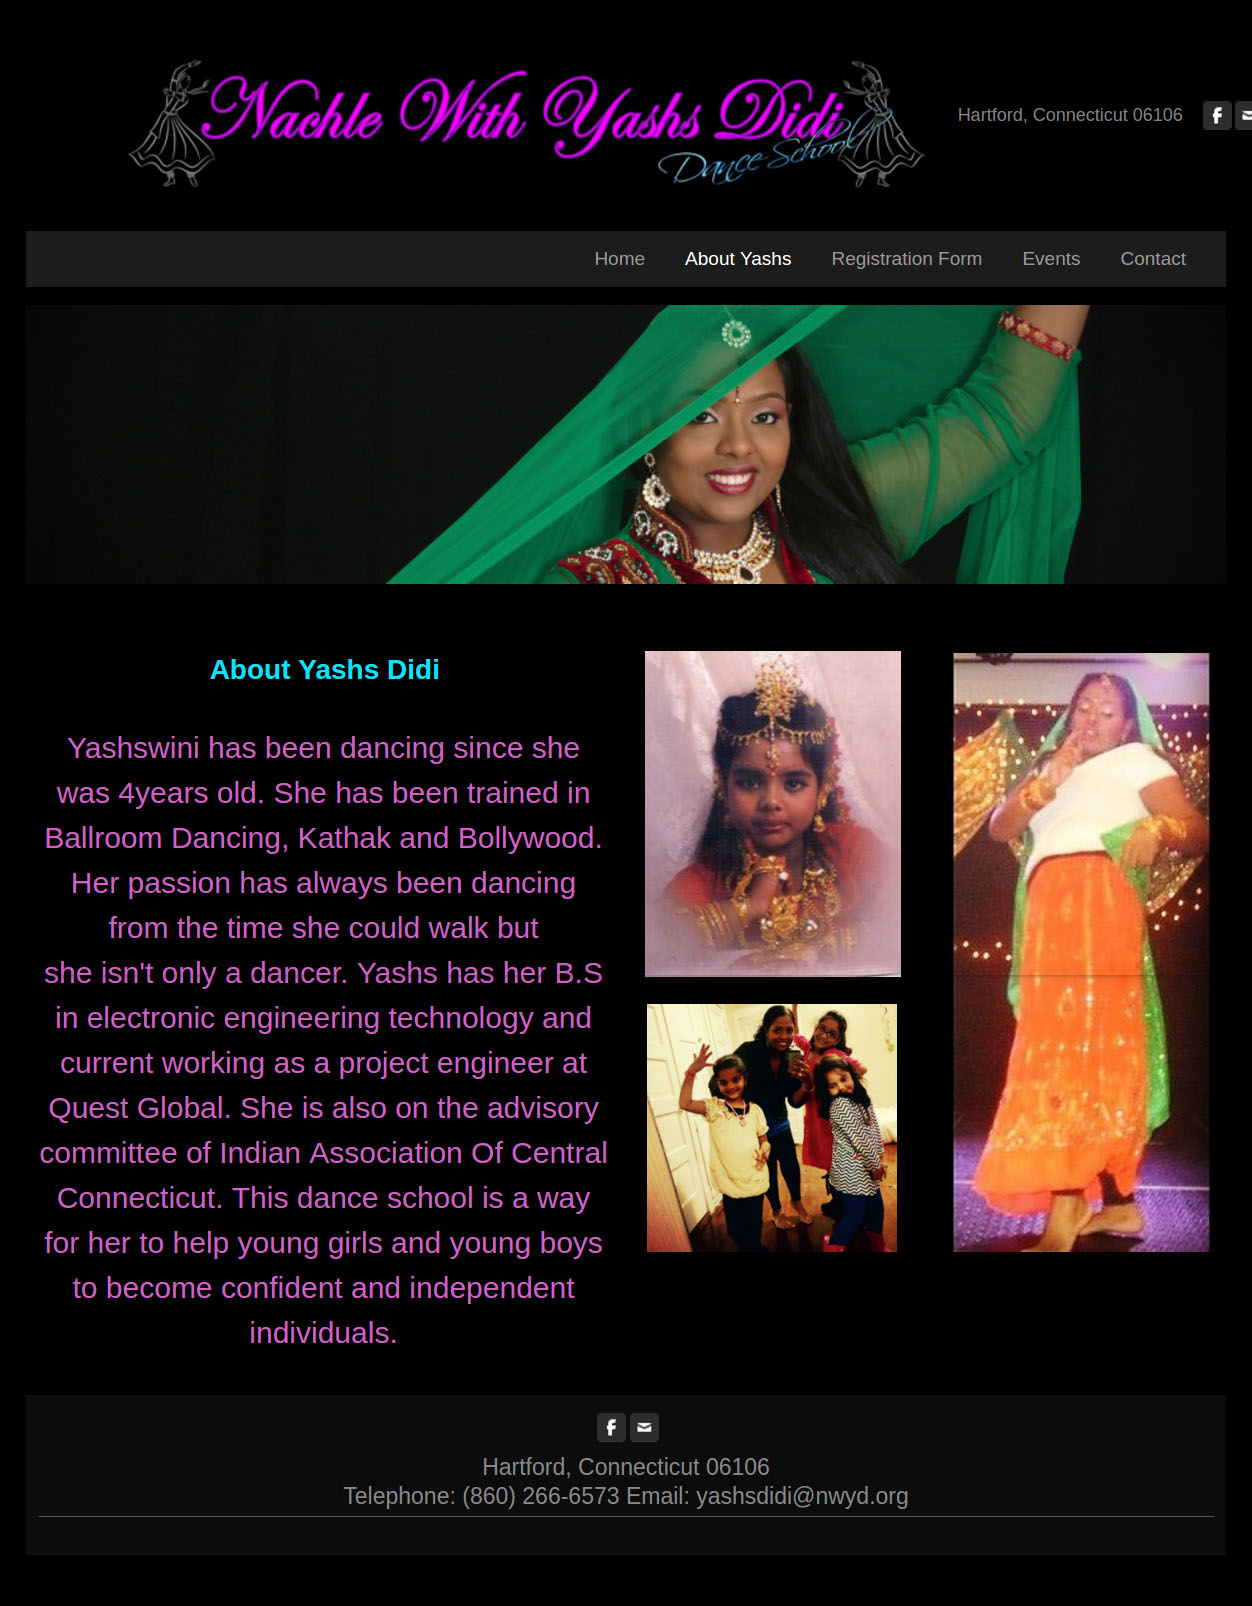 Nachle With Yashs Didi
Dance School
Hartford, Connecticut 06106
Home About Yashs Registration Form Events Contact
About Yashs Didi
Yashswini has been dancing since she
was 4years old. She has been trained in
Ballroom Dancing, Kathak and Bollywood.
Her passion has always been dancing
from the time she could walk but
she isn't only a dancer. Yashs has her B.S
in electronic engineering technology and
current working as a project engineer at
Quest Global. She is also on the advisory
committee of Indian Association Of Central
Connecticut. This dance school is a way
for her to help young girls and young boys
to become confident and independent
individuals.
Hartford, Connecticut 06106
Telephone: (860) 266-6573 Email: yashsdidi@nwyd.org